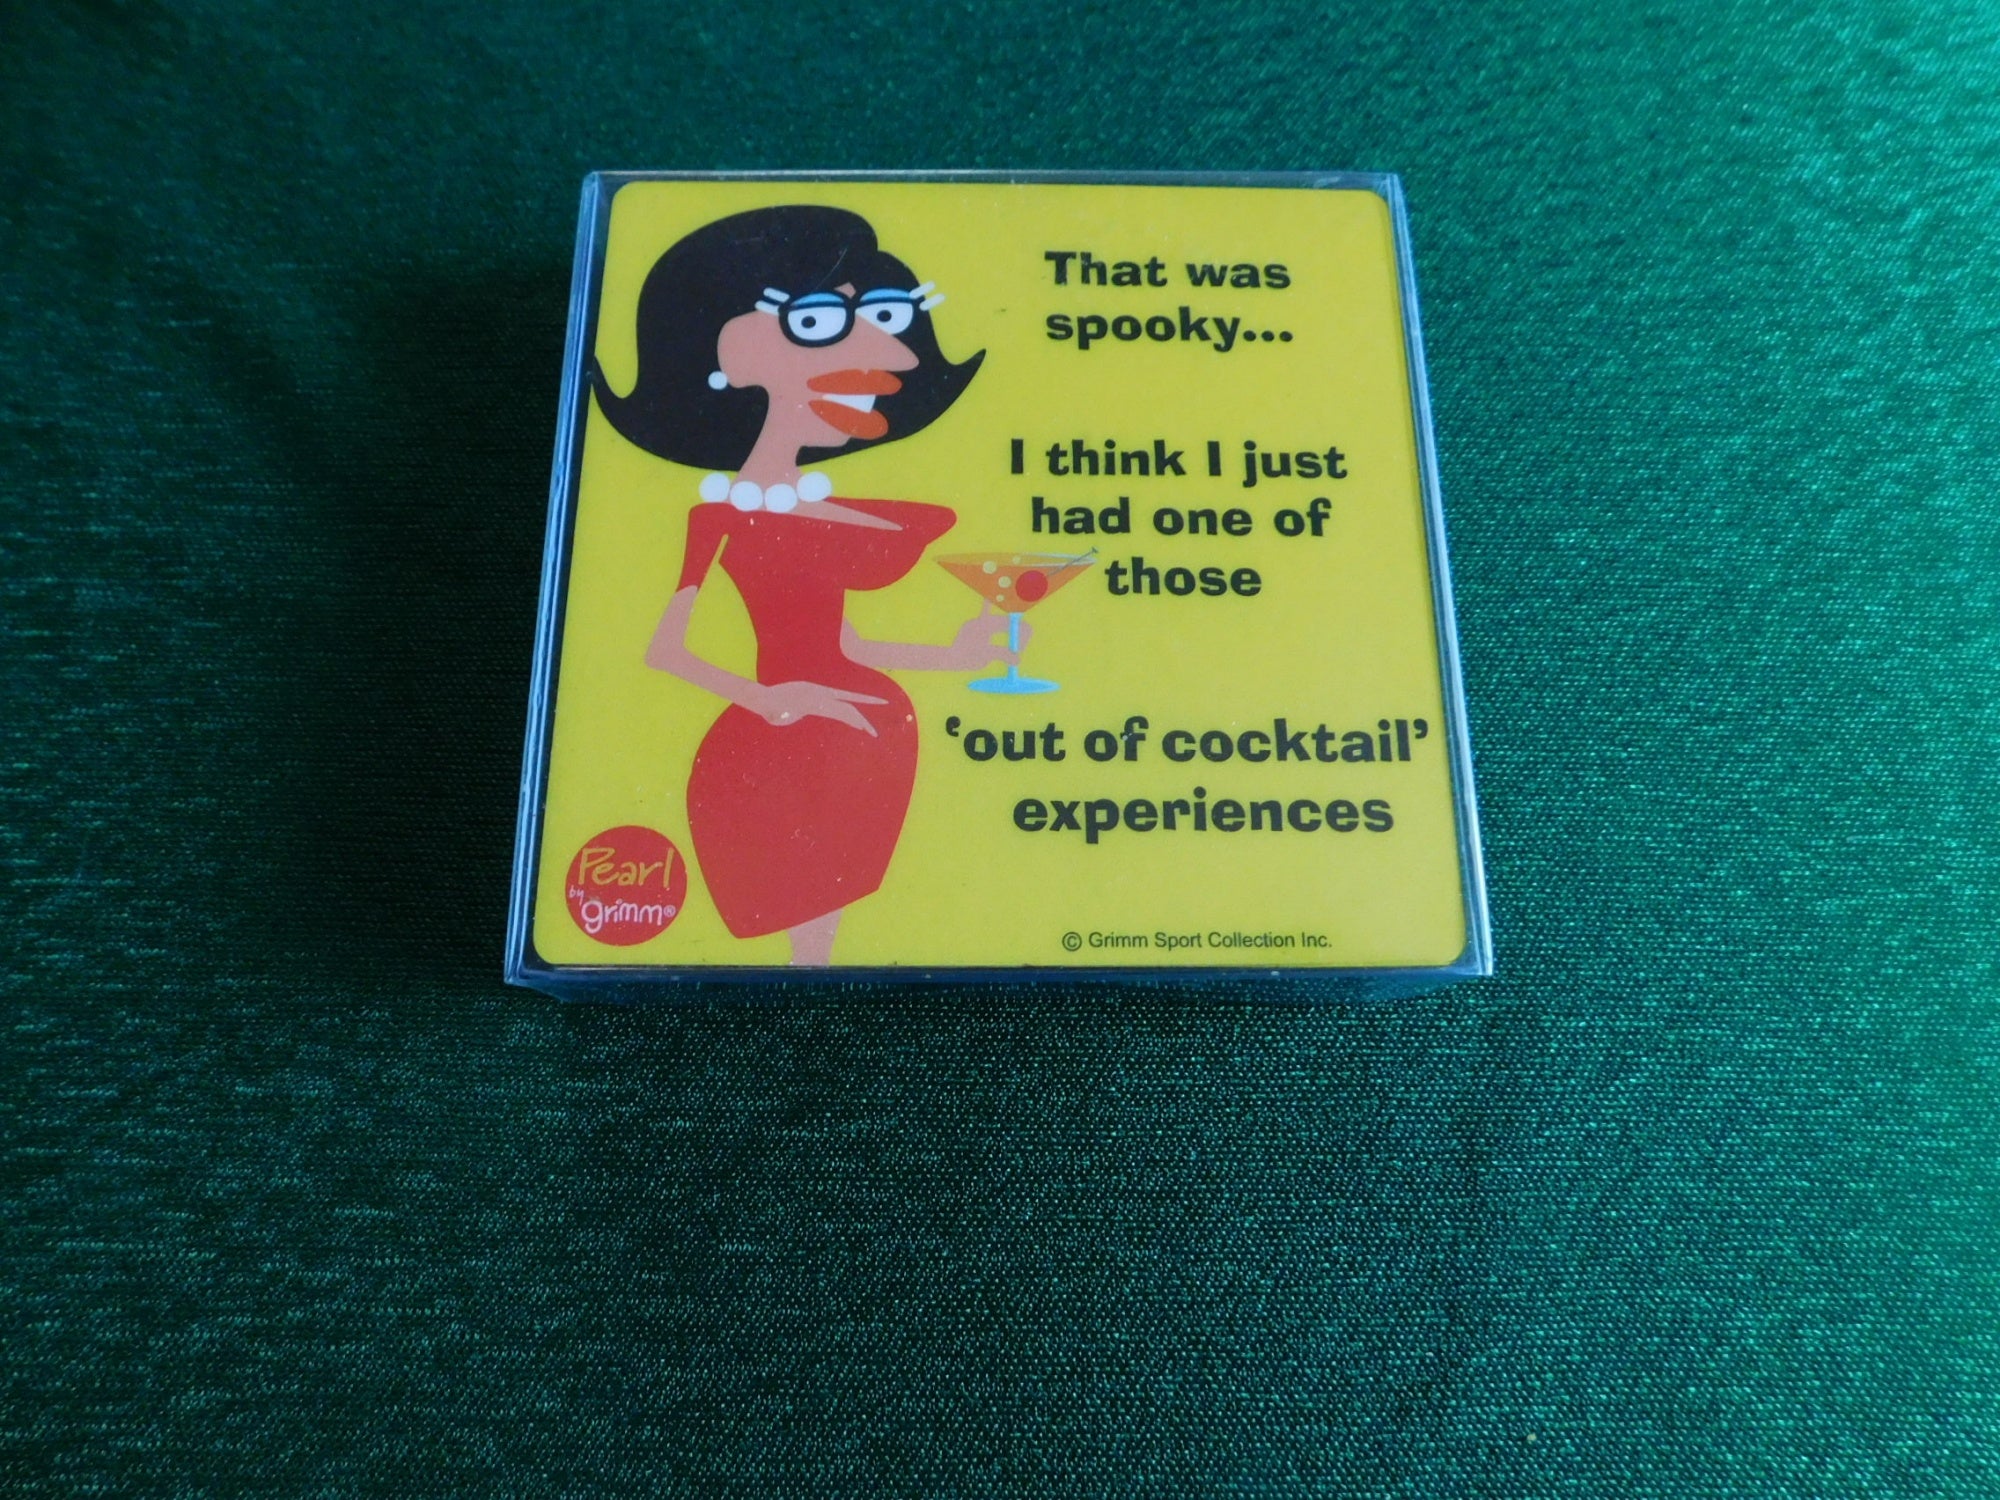 That was
spooky...
I think I just
had one of
those
‘out of cocktail’
experiences
Pearl
by
grimm®
© Grimm Sport Collection Inc.